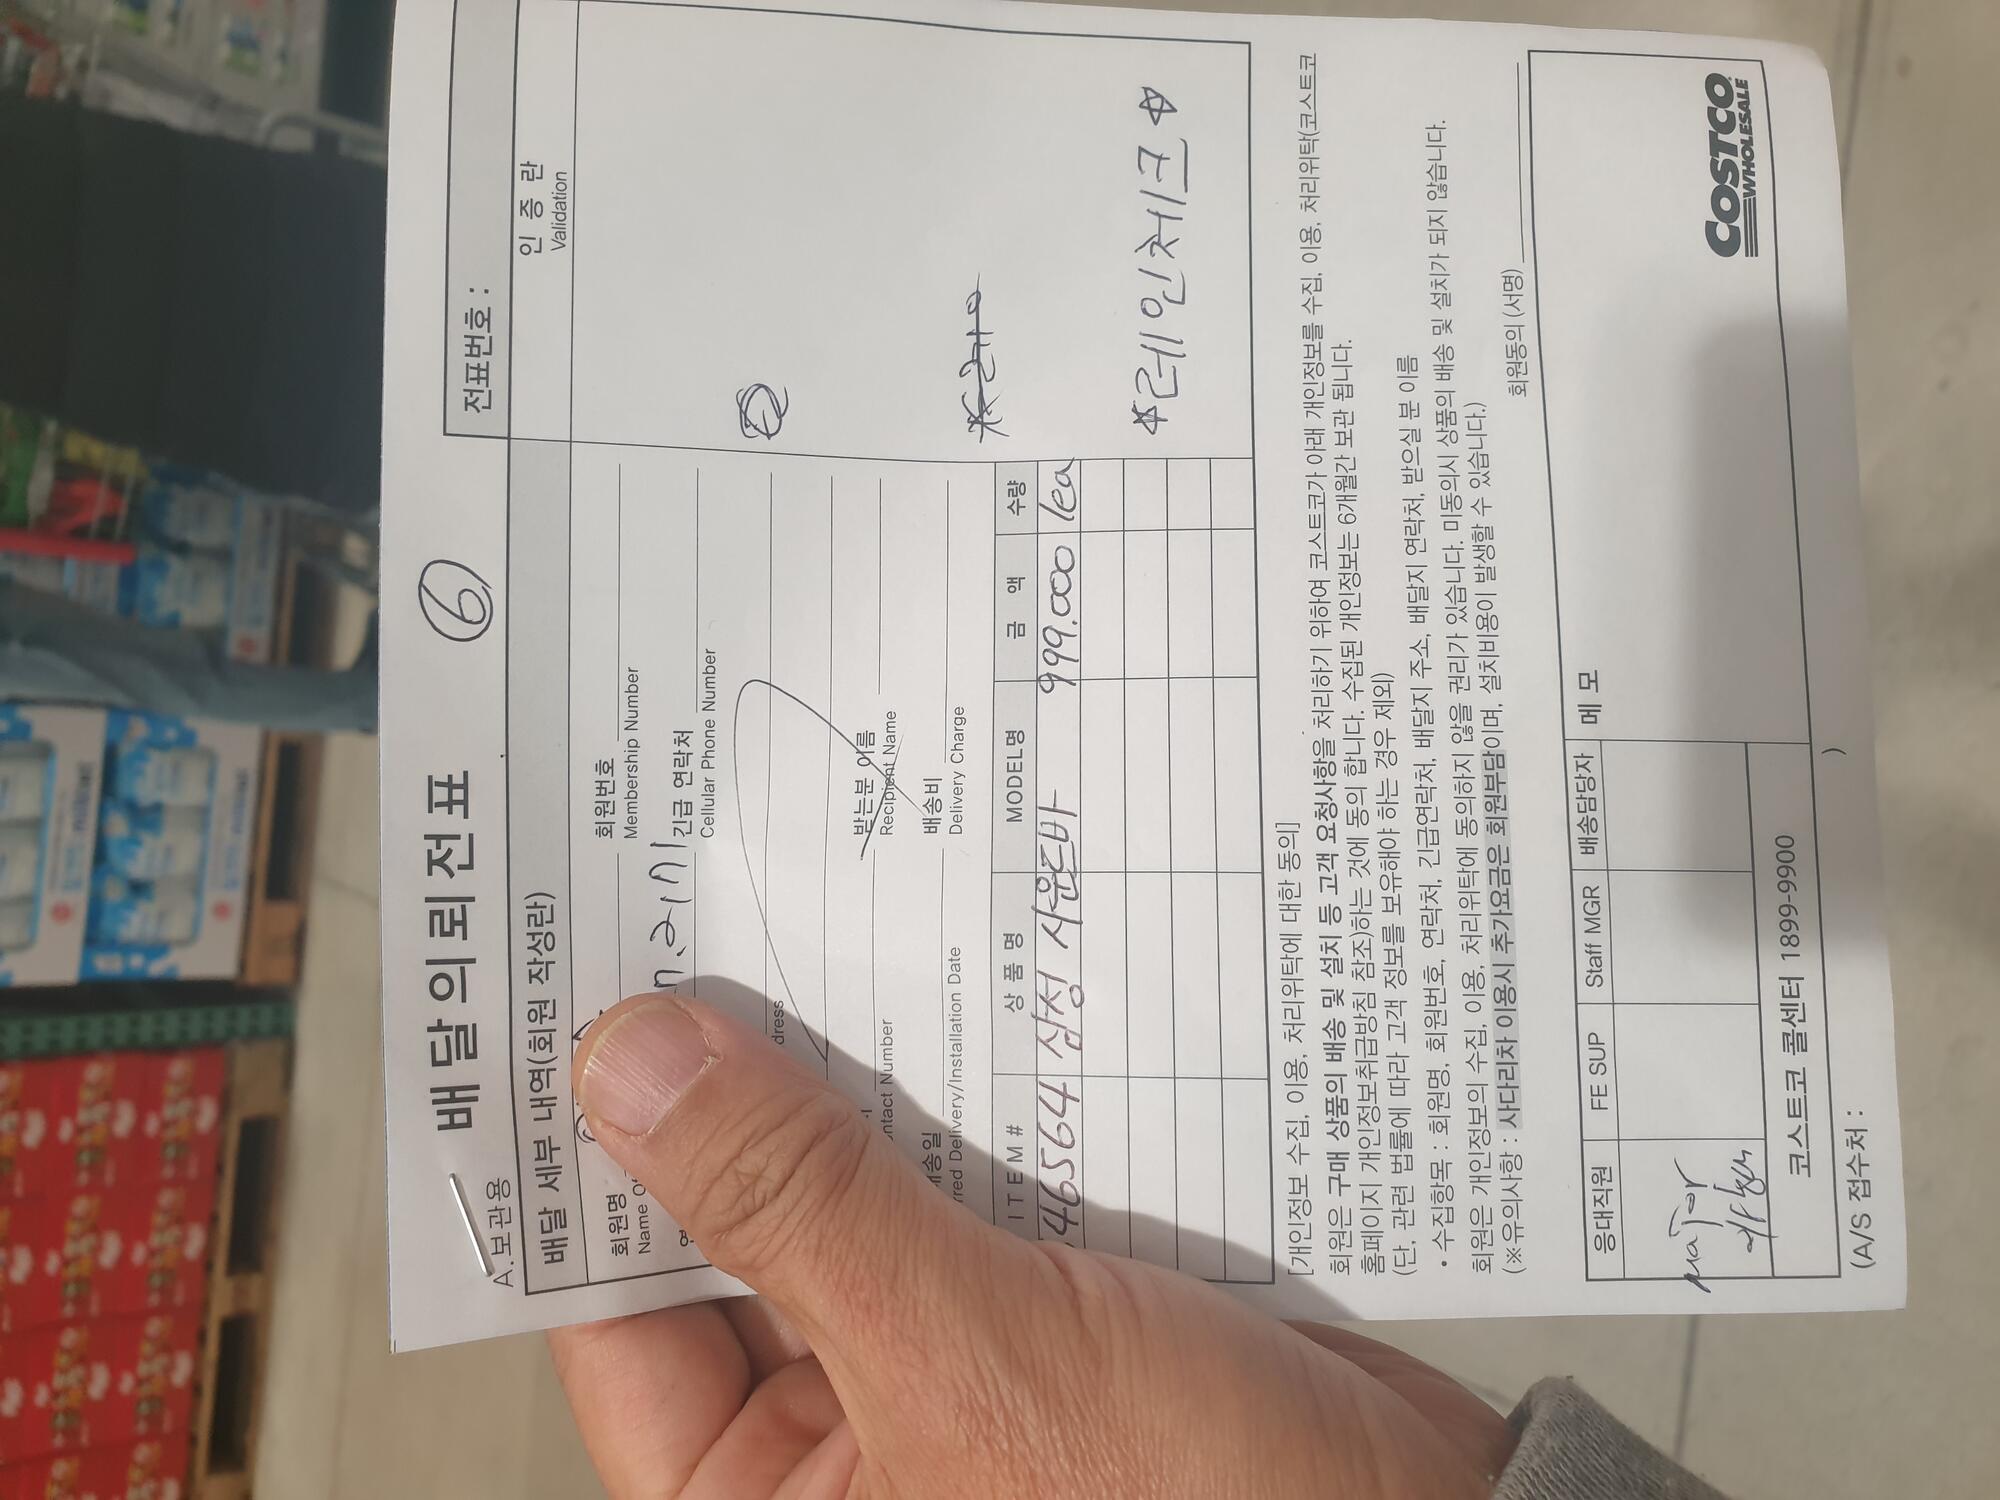 배달의뢰전표 ⑥
A.보관용
전표번호 :
배달 세부 내역(회원 작성란)
인 증 란
Validation
회원명
Name O
회원번호
Membership Number
긴급 연락처
Cellular Phone Number
dress
받는분 이름
Recipient Name
ntact Number
배송비
Delivery Charge
배송일
rred Delivery/Installation Date
ITEM # 상 품 명 MODEL명 금 액 수량
465564 삼성 사운드바 999.000 1ea
☆레인체크☆
[개인정보 수집, 이용, 처리위탁에 대한 동의]
회원은 구매 상품의 배송 및 설치 등 고객 요청사항을 처리하기 위하여 코스트코가 아래 개인정보를 수집, 이용, 처리위탁(코스트코
홈페이지 개인정보취급방침 참조)하는 것에 동의 합니다. 수집된 개인정보는 6개월간 보관 됩니다.
(단, 관련 법률에 따라 고객 정보를 보유해야 하는 경우 제외)
• 수집항목 : 회원명, 회원번호, 연락처, 긴급연락처, 배달지 주소, 배달지 연락처, 받으실 분 이름
회원은 개인정보의 수집, 이용, 처리위탁에 동의하지 않을 권리가 있습니다. 미동의시 상품의 배송 및 설치가 되지 않습니다.
(※유의사항 : 사다리차 이용시 추가요금은 회원부담이며, 설치비용이 발생할 수 있습니다.)
회원동의 (서명)
응대직원 FE SUP Staff MGR 배송담당자 메 모
major
코스트코 콜센터 1899-9900
COSTCO
WHOLESALE
(A/S 접수처 : )